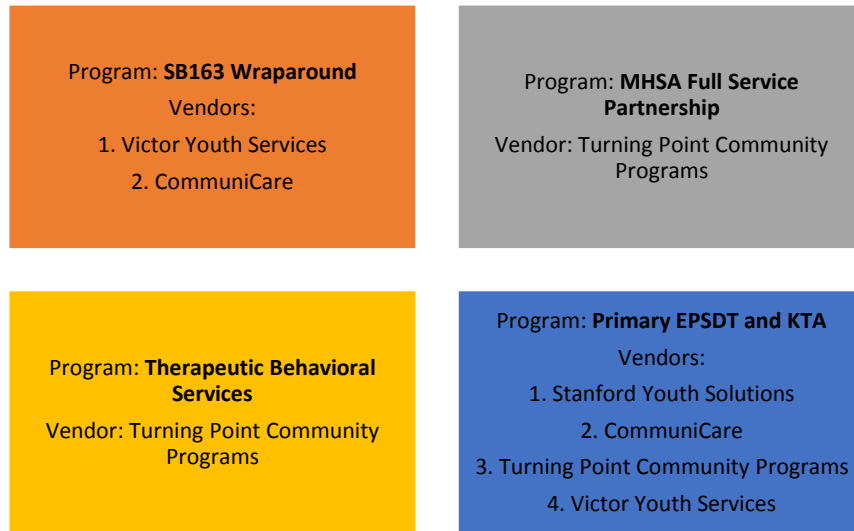 Program: SB163 Wraparound
Vendors:
1. Victor Youth Services
2. CommuniCare
Program: MHSA Full Service
Partnership
Vendor: Turning Point Community
Programs
Program: Therapeutic Behavioral
Services
Vendor: Turning Point Community
Programs
Program: Primary EPSDT and KTA
Vendors:
1. Stanford Youth Solutions
2. CommuniCare
3. Turning Point Community Programs
4. Victor Youth Services